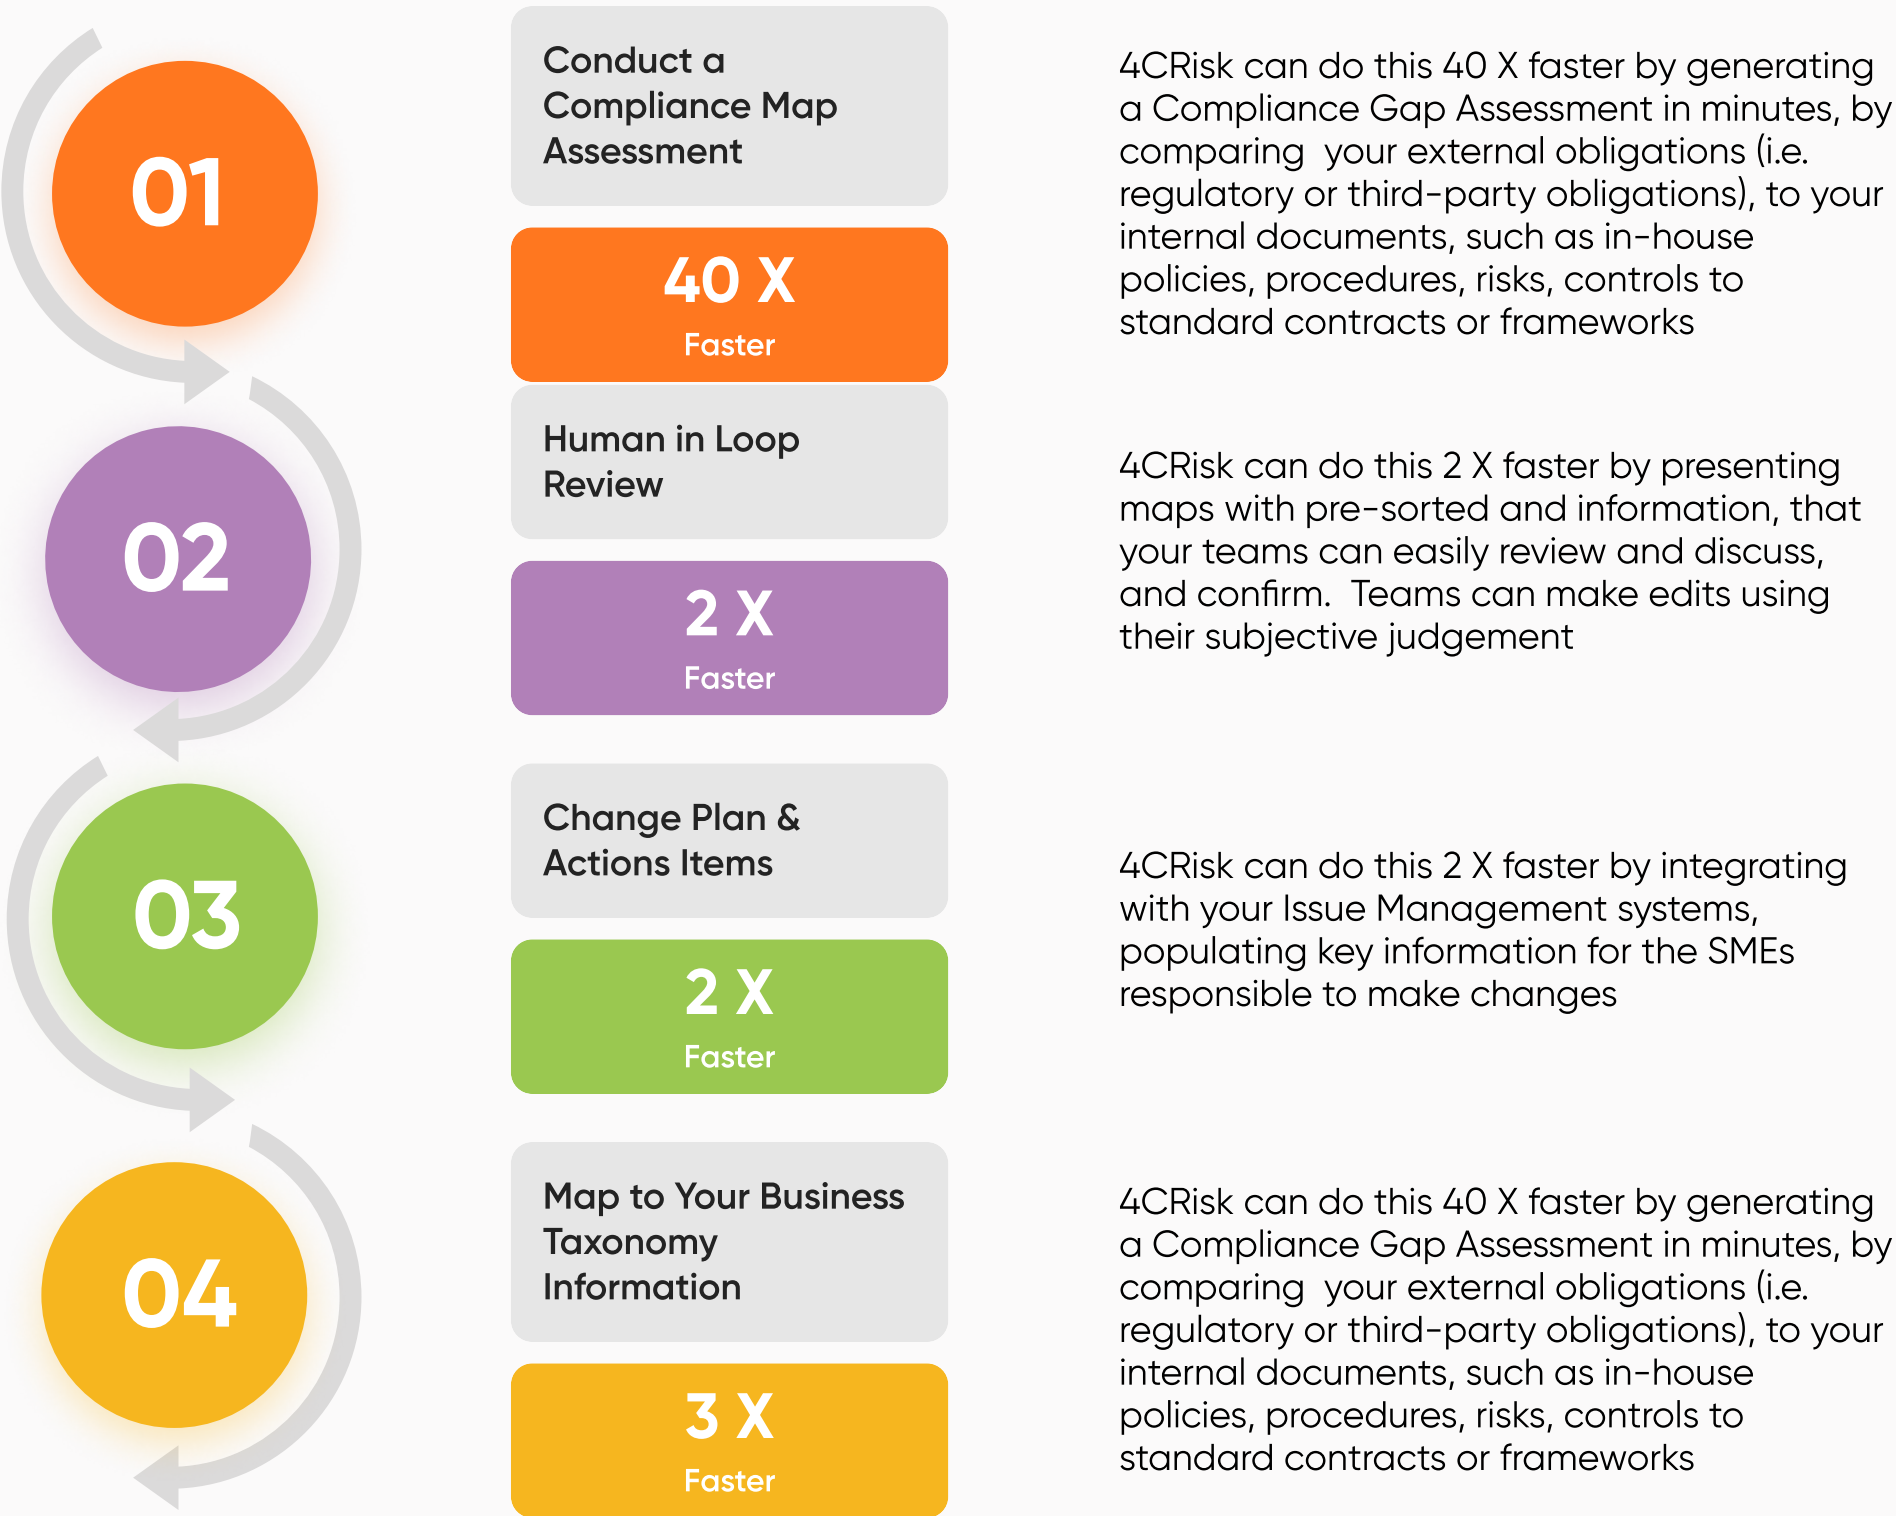 01
Conduct a
Compliance Map
Assessment
40 X
Faster
4CRisk can do this 40 X faster by generating
a Compliance Gap Assessment in minutes, by
comparing  your external obligations (i.e.
regulatory or third-party obligations), to your
internal documents, such as in-house
policies, procedures, risks, controls to
standard contracts or frameworks
02
Human in Loop
Review
2 X
Faster
4CRisk can do this 2 X faster by presenting
maps with pre-sorted and information, that
your teams can easily review and discuss,
and confirm.  Teams can make edits using
their subjective judgement
03
Change Plan &
Actions Items
2 X
Faster
4CRisk can do this 2 X faster by integrating
with your Issue Management systems,
populating key information for the SMEs
responsible to make changes
04
Map to Your Business
Taxonomy
Information
3 X
Faster
4CRisk can do this 40 X faster by generating
a Compliance Gap Assessment in minutes, by
comparing  your external obligations (i.e.
regulatory or third-party obligations), to your
internal documents, such as in-house
policies, procedures, risks, controls to
standard contracts or frameworks